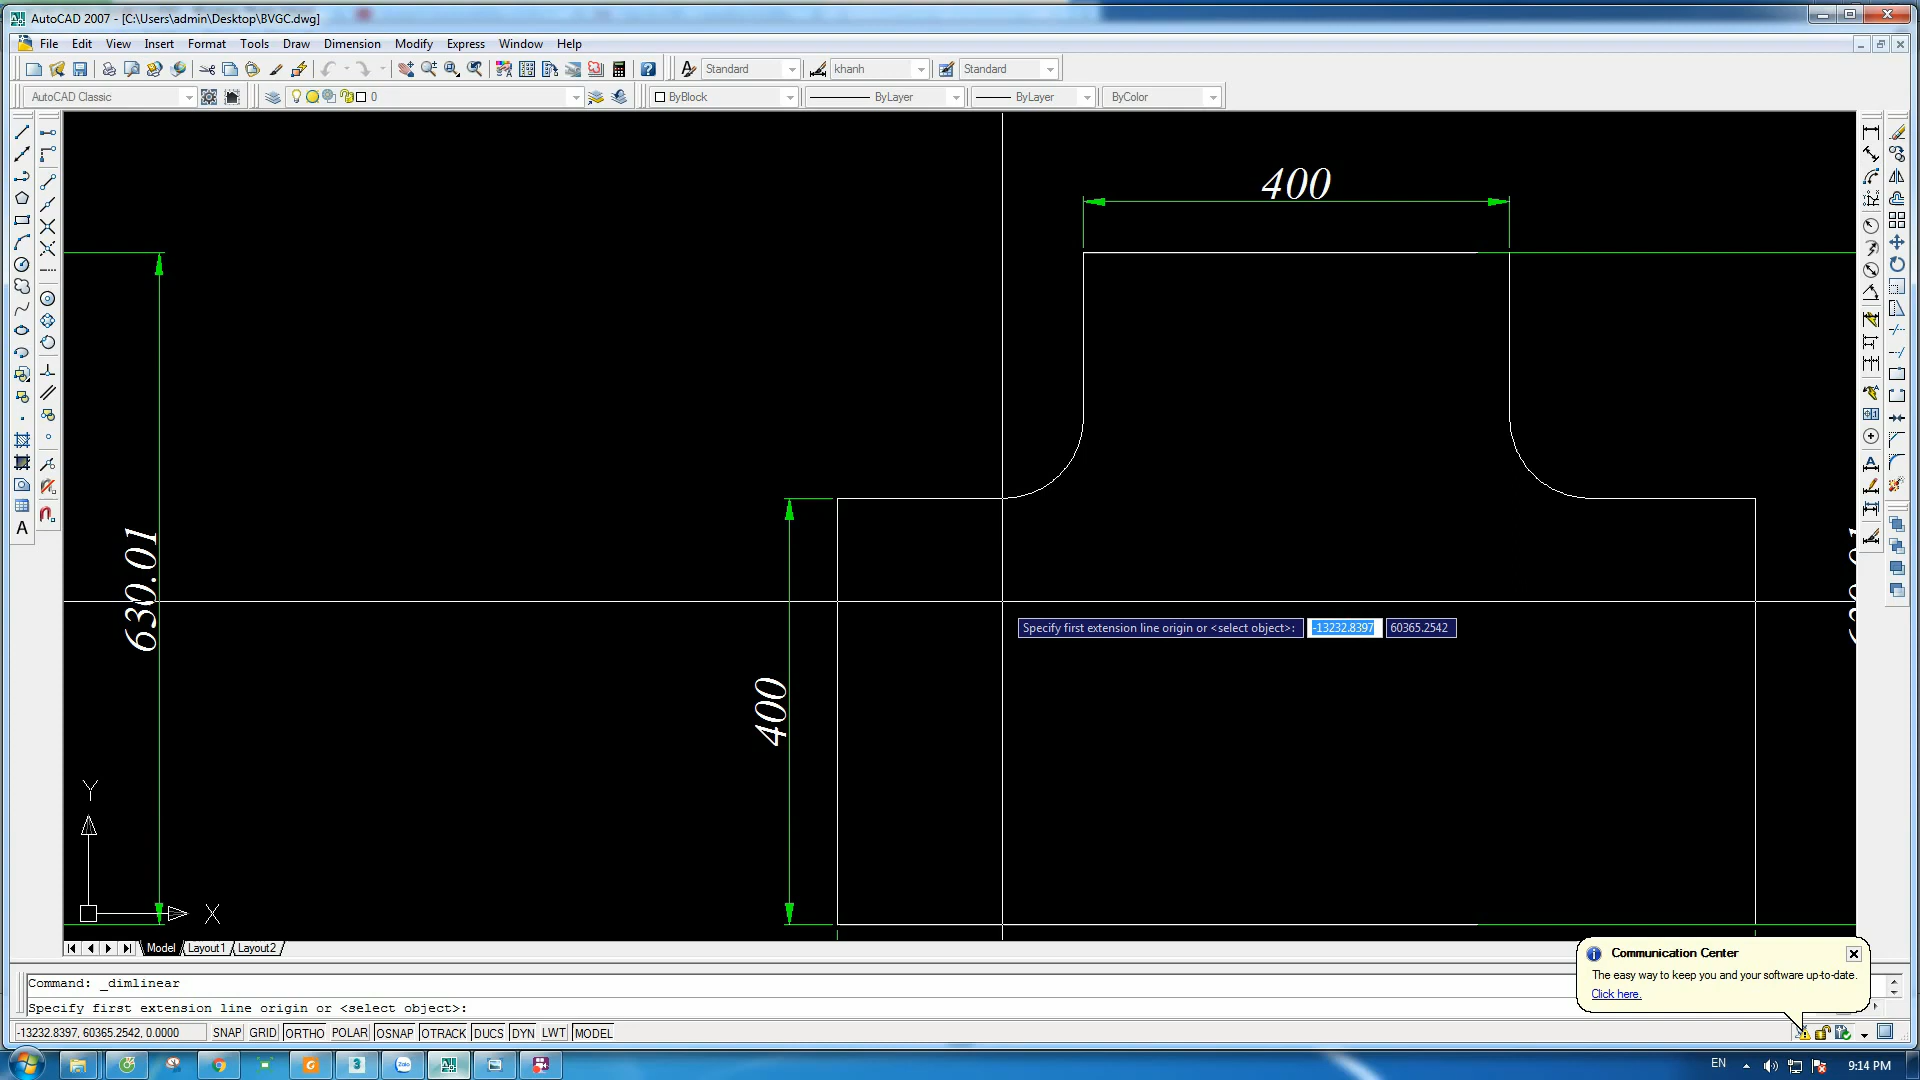 AutoCAD 2007 - [C:\Users\admin\Desktop\BVGC.dwg]
File Edit View Insert Format Tools Draw Dimension Modify Express Window Help
Standard khanh Standard
AutoCAD Classic 0 ByBlock ByLayer ByLayer ByColor
400
630.01
400
Specify first extension line origin or <select object>: -13232.8397 60365.2542
Y
X
A
Model Layout1 Layout2
Communication Center
The easy way to keep you and your software up-to-date.
Click here.
Command: _dimlinear
Specify first extension line origin or <select object>:
-13232.8397, 60365.2542, 0.0000 SNAP GRID ORTHO POLAR OSNAP OTRACK DUCS DYN LWT MODEL
Zalo
EN 9:14 PM